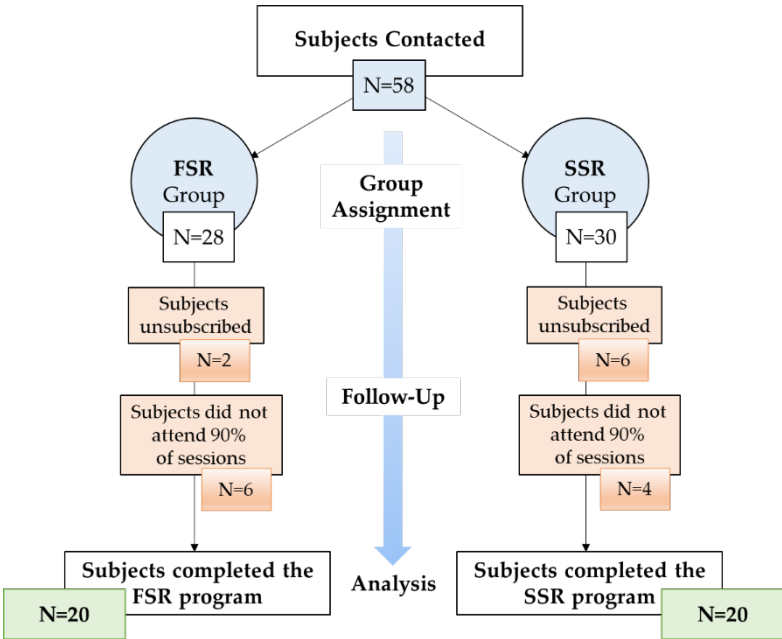 Subjects Contacted
N=58
FSR
Group
N=28
Group
Assignment
SSR
Group
N=30
Subjects
unsubscribed
N=2
Subjects
unsubscribed
N=6
Follow-Up
Subjects did not
attend 90%
of sessions
N=6
Subjects did not
attend 90%
of sessions
N=4
Subjects completed the
FSR program
N=20
Analysis
Subjects completed the
SSR program
N=20